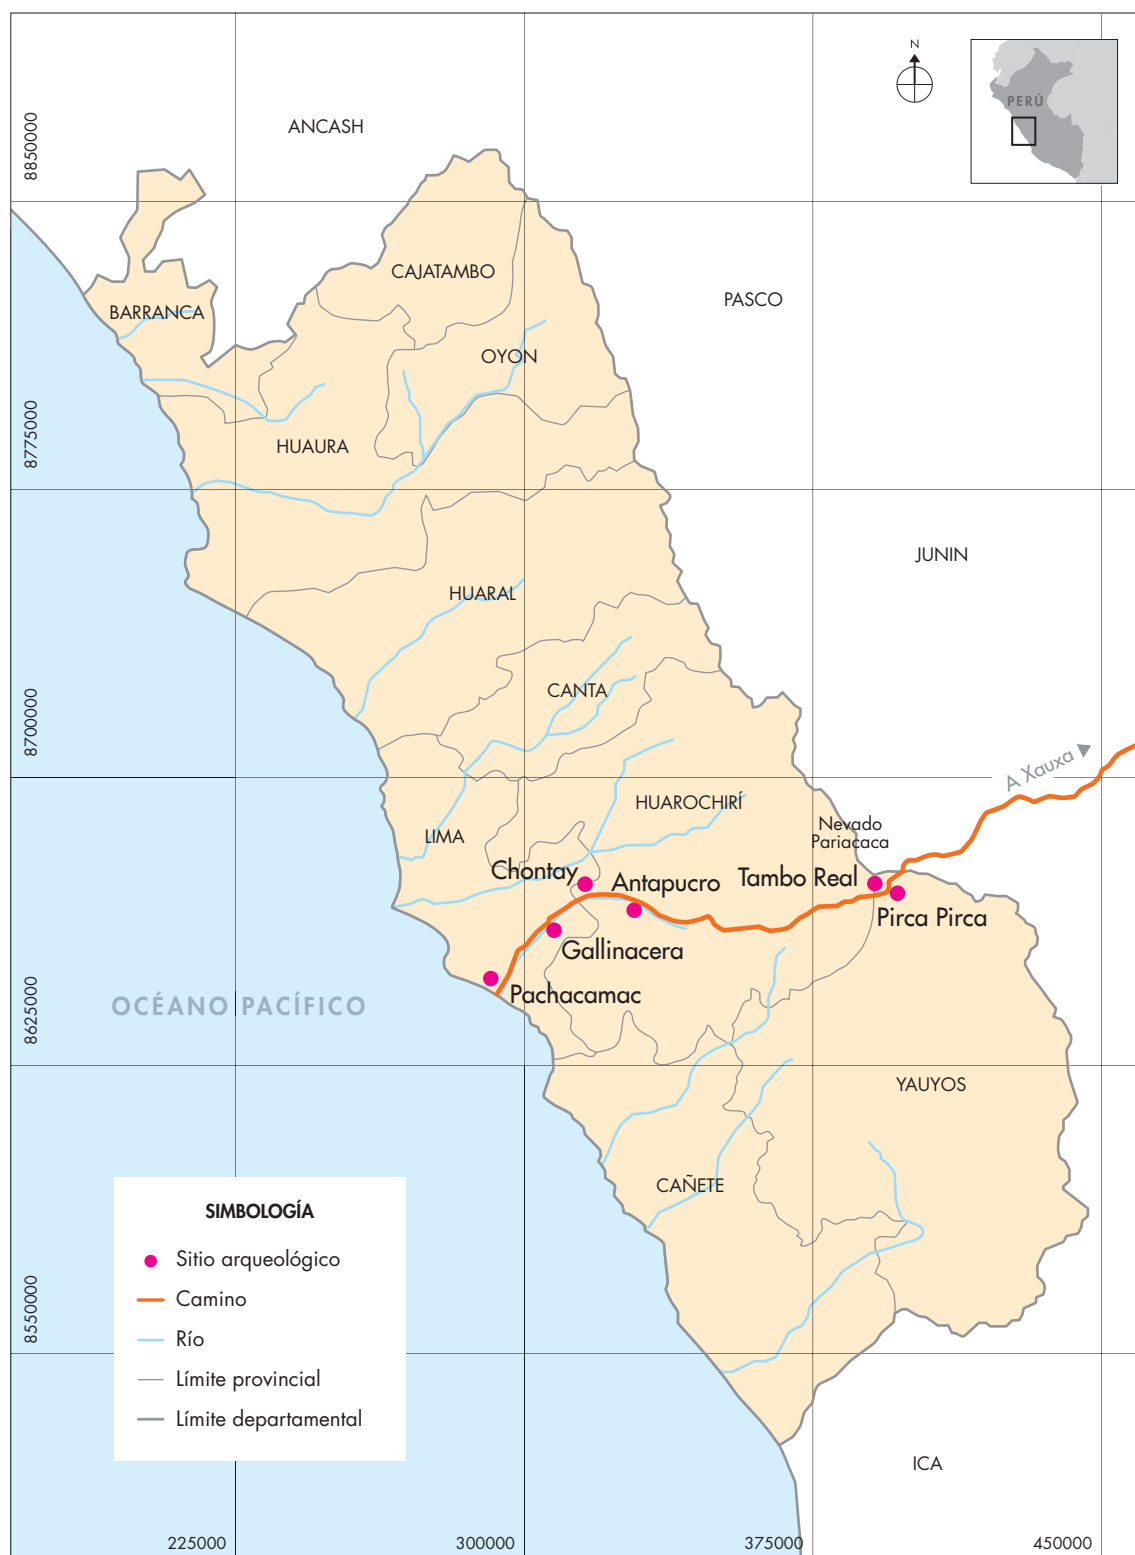 N
PERÚ
ANCASH
8850000
CAJATAMBO
PASCO
BARRANCA
OYON
8775000
HUAURA
JUNIN
HUARAL
CANTA
8700000
A Xauxa
HUAROCHIRÍ
LIMA
Nevado
Pariacaca
Chontay
Antapucro
Tambo Real
Pirca Pirca
Gallinacera
Pachacamac
OCÉANO PACÍFICO
8625000
YAUYOS
CAÑETE
SIMBOLOGÍA
Sitio arqueológico
Camino
Río
Límite provincial
Límite departamental
8550000
ICA
225000
300000
375000
450000